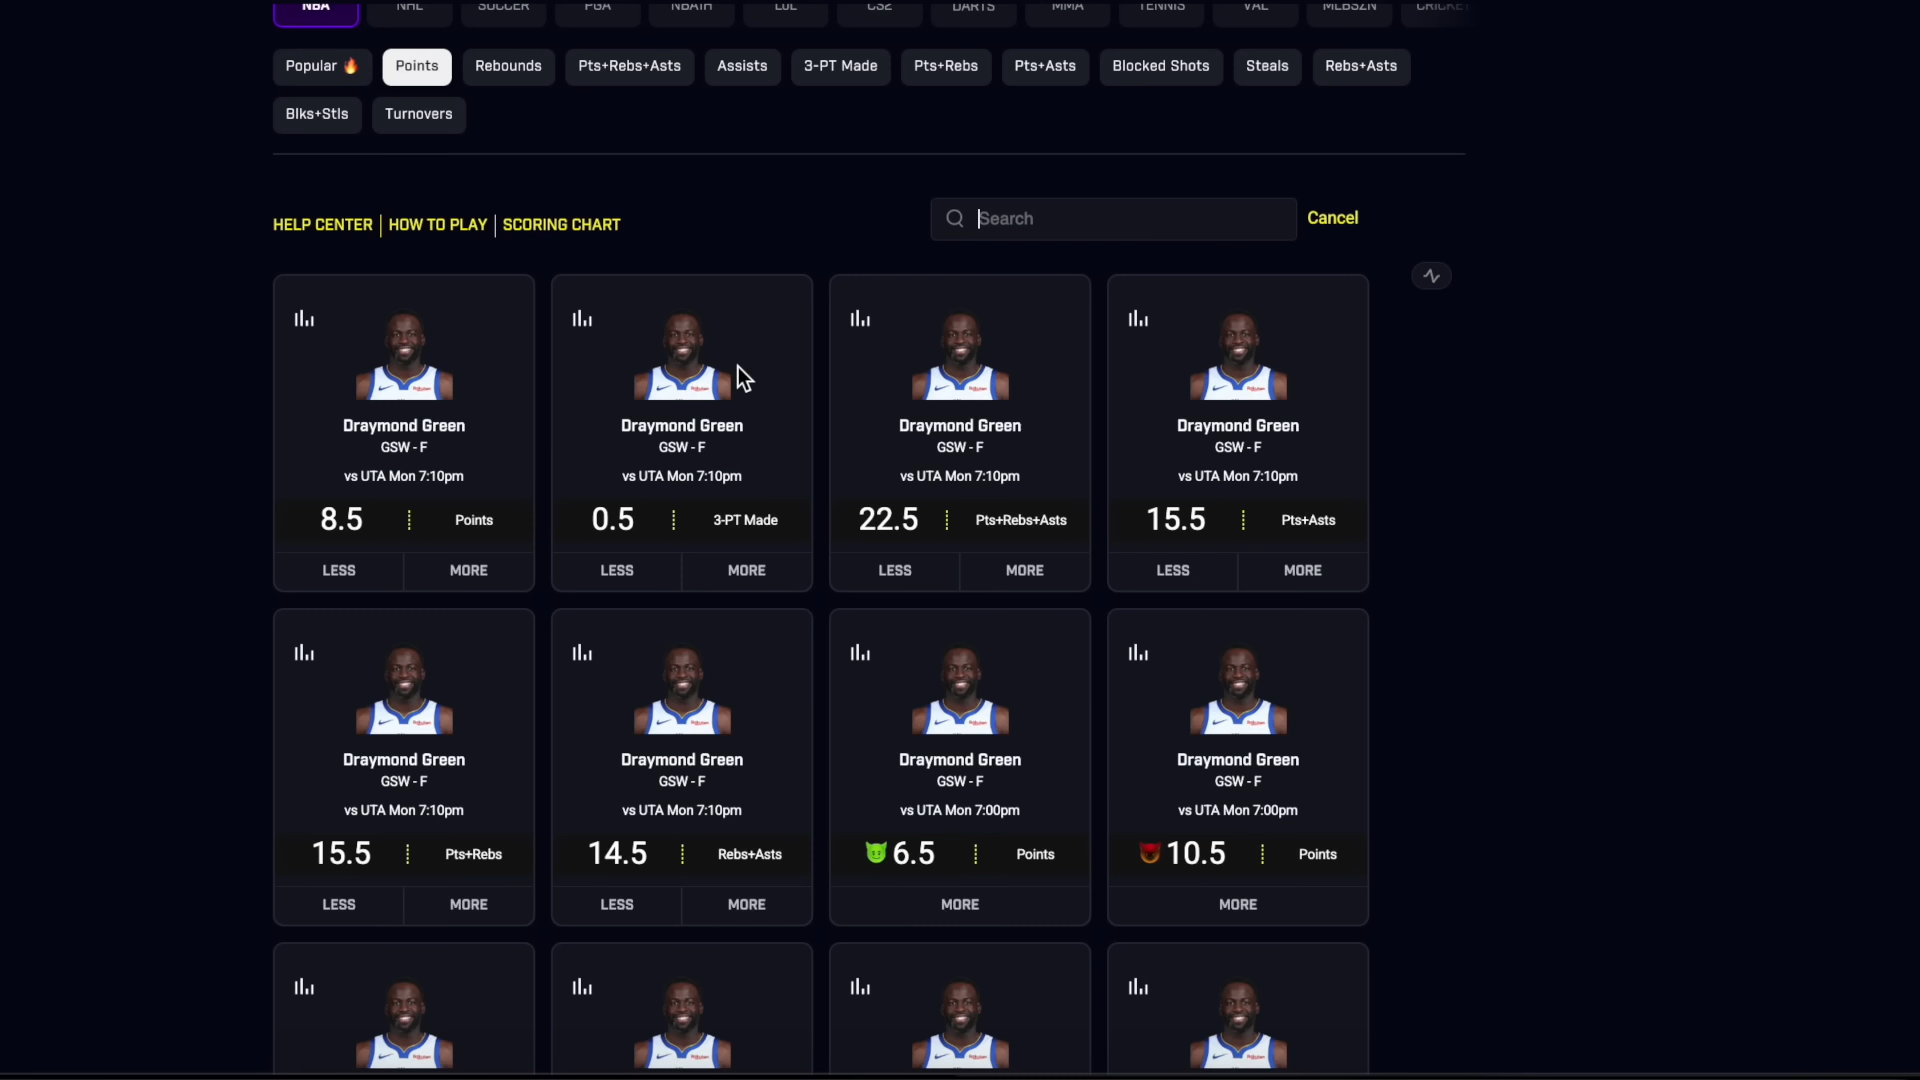 NBA NHL SOCCER PGA NBA1H LoL CS2 DARTS MMA TENNIS VAL MLBSZN CRICKET
Popular 🔥 Points Rebounds Pts+Rebs+Asts Assists 3-PT Made Pts+Rebs Pts+Asts Blocked Shots Steals Rebs+Asts
Blks+Stls Turnovers
HELP CENTER | HOW TO PLAY | SCORING CHART Search Cancel
Draymond Green Draymond Green Draymond Green Draymond Green
GSW - F GSW - F GSW - F GSW - F
vs UTA Mon 7:10pm vs UTA Mon 7:10pm vs UTA Mon 7:10pm vs UTA Mon 7:10pm
8.5 Points 0.5 3-PT Made 22.5 Pts+Rebs+Asts 15.5 Pts+Asts
LESS MORE LESS MORE LESS MORE LESS MORE
Draymond Green Draymond Green Draymond Green Draymond Green
GSW - F GSW - F GSW - F GSW - F
vs UTA Mon 7:10pm vs UTA Mon 7:10pm vs UTA Mon 7:00pm vs UTA Mon 7:00pm
15.5 Pts+Rebs 14.5 Rebs+Asts 6.5 Points 10.5 Points
LESS MORE LESS MORE MORE MORE